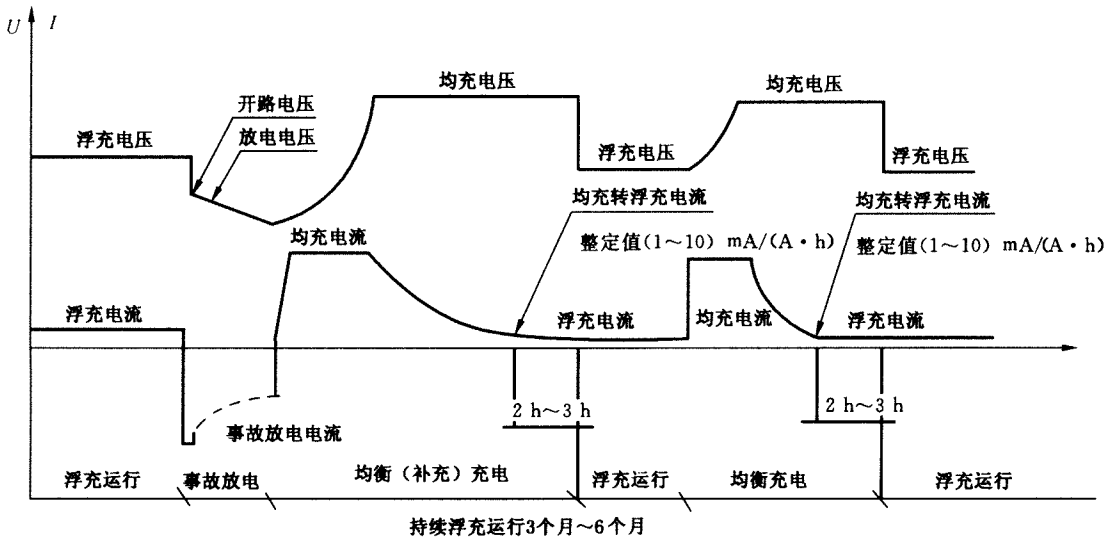 U I
均充电压
均充电压
开路电压
浮充电压
放电电压
浮充电压
浮充电压
均充转浮充电流
均充转浮充电流
均充电流
整定值(1～10) mA/(A·h)
整定值(1～10) mA/(A·h)
浮充电流
浮充电流
均充电流
浮充电流
2 h～3 h
2 h～3 h
事故放电电流
浮充运行
事故放电
均衡（补充）充电
浮充运行
均衡充电
浮充运行
持续浮充运行3个月～6个月